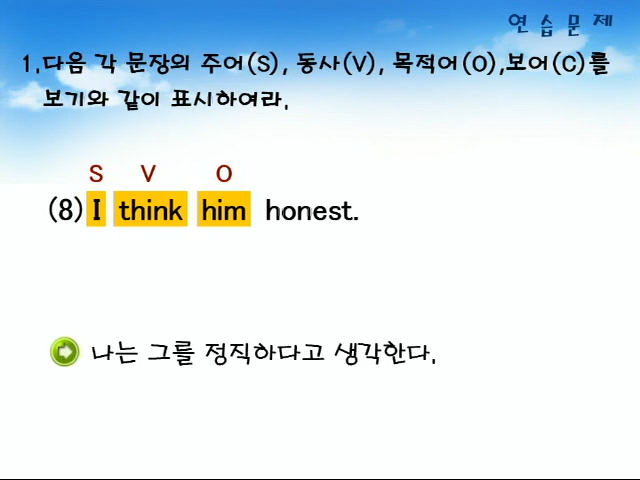 연습문제
1.다음 각 문장의 주어(S), 동사(V), 목적어(O),보어(C)를
보기와 같이 표시하여라.
S V O
(8) I think him honest.
나는 그를 정직하다고 생각한다.